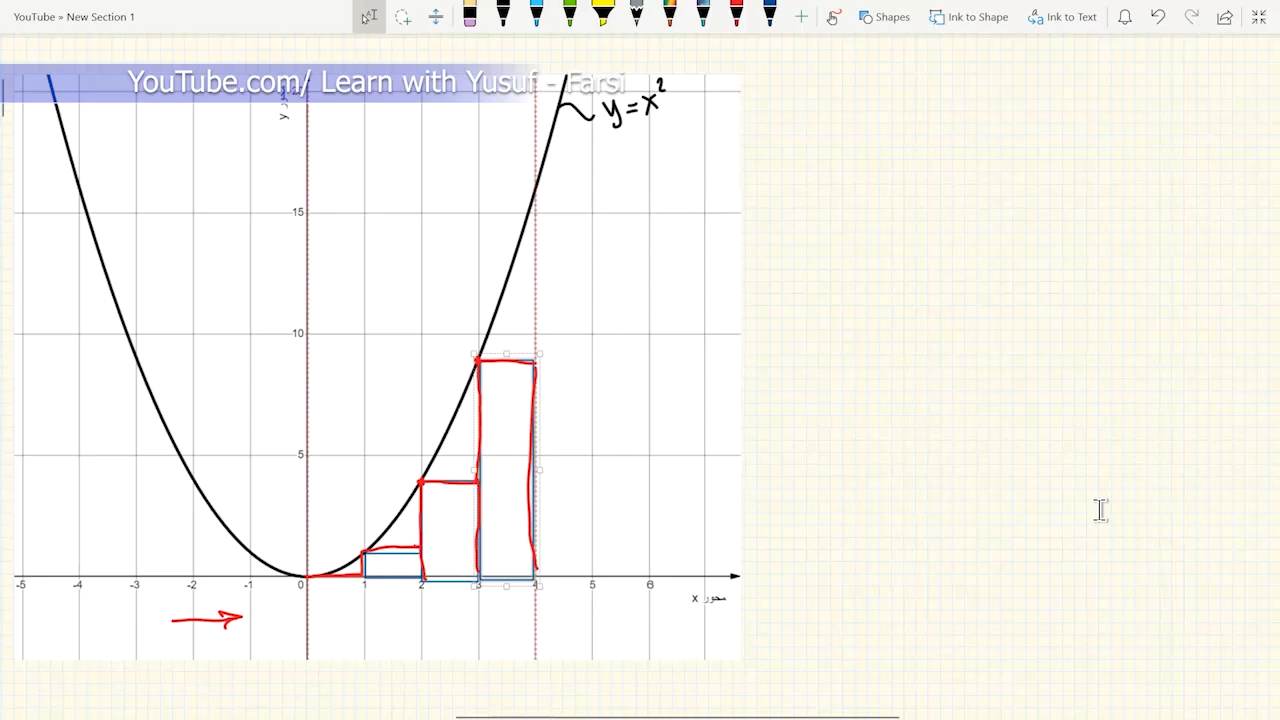 Youtube » New Section 1
Shapes
Ink to Shape
Ink to Text
YouTube.com/ Learn with Yusuf - Farsi
y = x²
محور y
15
10
5
-5 -4 -3 -2 -1 0 1 2 3 4 5 6
محور x